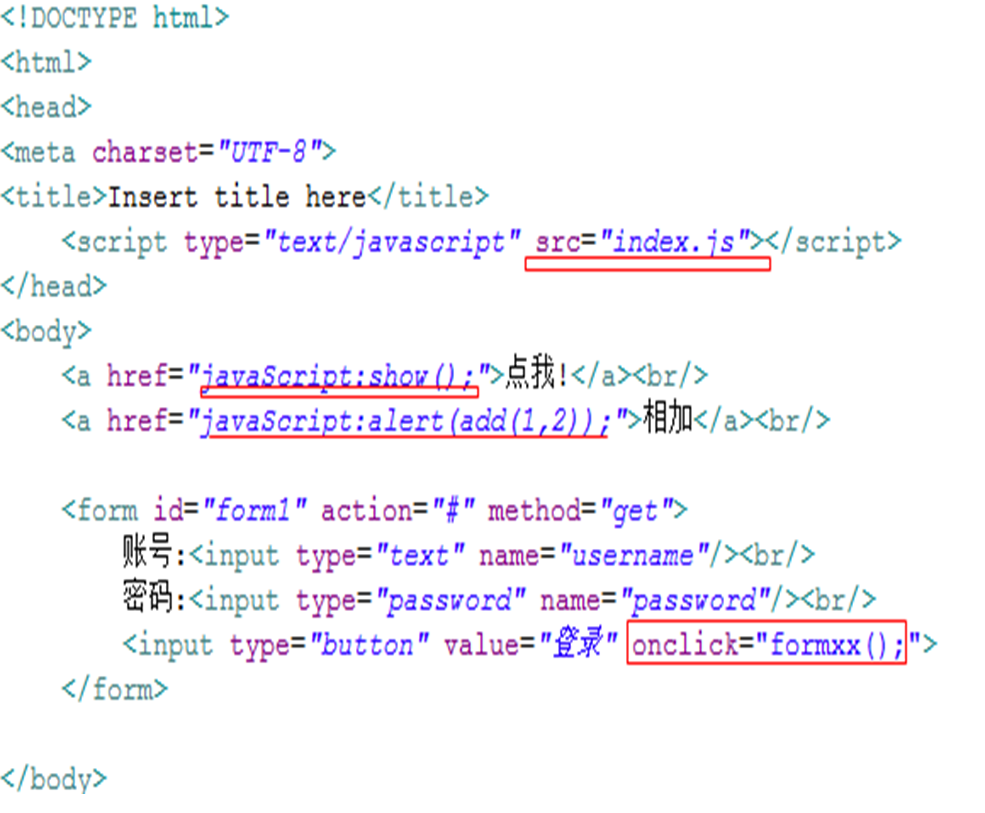 <!DOCTYPE html>
<html>
<head>
<meta charset="UTF-8">
<title>Insert title here</title>
<script type="text/javascript" src="index.js"></script>
</head>
<body>
<a href="javaScript:show();">点我!</a><br/>
<a href="javaScript:alert(add(1,2));">相加</a><br/>
<form id="form1" action="#" method="get">
账号:<input type="text" name="username"/><br/>
密码:<input type="password" name="password"/><br/>
<input type="button" value="登录" onclick="formxx();">
</form>
</body>